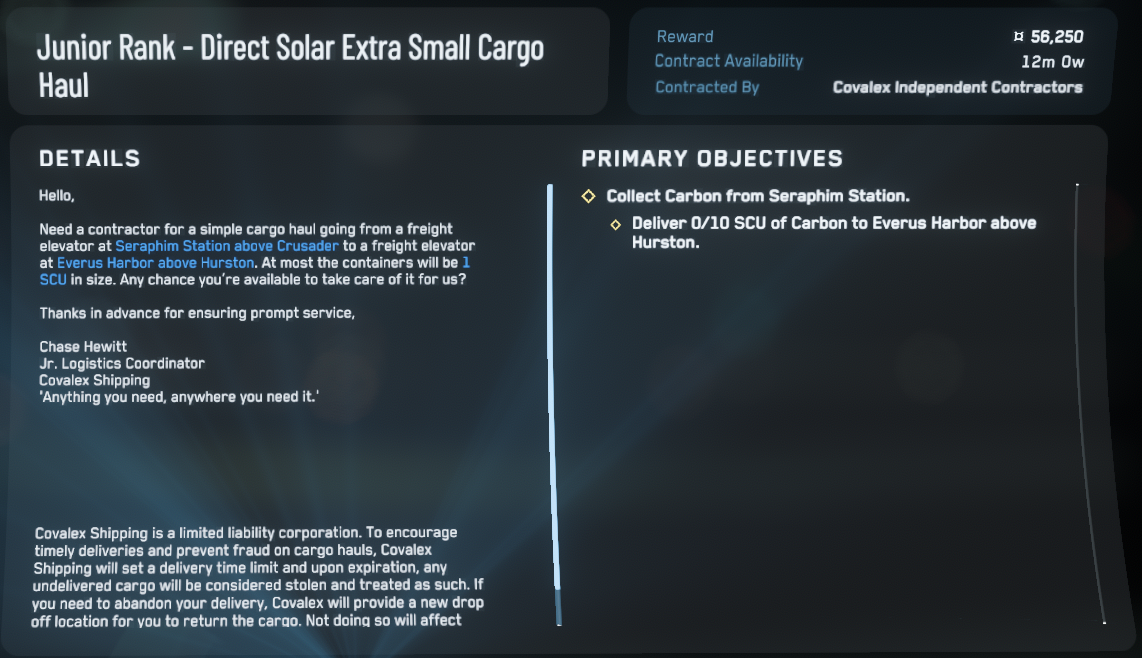 Junior Rank - Direct Solar Extra Small Cargo
Haul
Reward ¤ 56,250
Contract Availability 12m 0w
Contracted By Covalex Independent Contractors
DETAILS
Hello,
Need a contractor for a simple cargo haul going from a freight
elevator at Seraphim Station above Crusader to a freight elevator
at Everus Harbor above Hurston. At most the containers will be 1
SCU in size. Any chance you're available to take care of it for us?
Thanks in advance for ensuring prompt service,
Chase Hewitt
Jr. Logistics Coordinator
Covalex Shipping
'Anything you need, anywhere you need it.'
Covalex Shipping is a limited liability corporation. To encourage
timely deliveries and prevent fraud on cargo hauls, Covalex
Shipping will set a delivery time limit and upon expiration, any
undelivered cargo will be considered stolen and treated as such. If
you need to abandon your delivery, Covalex will provide a new drop
off location for you to return the cargo. Not doing so will affect
PRIMARY OBJECTIVES
Collect Carbon from Seraphim Station.
Deliver 0/10 SCU of Carbon to Everus Harbor above
Hurston.